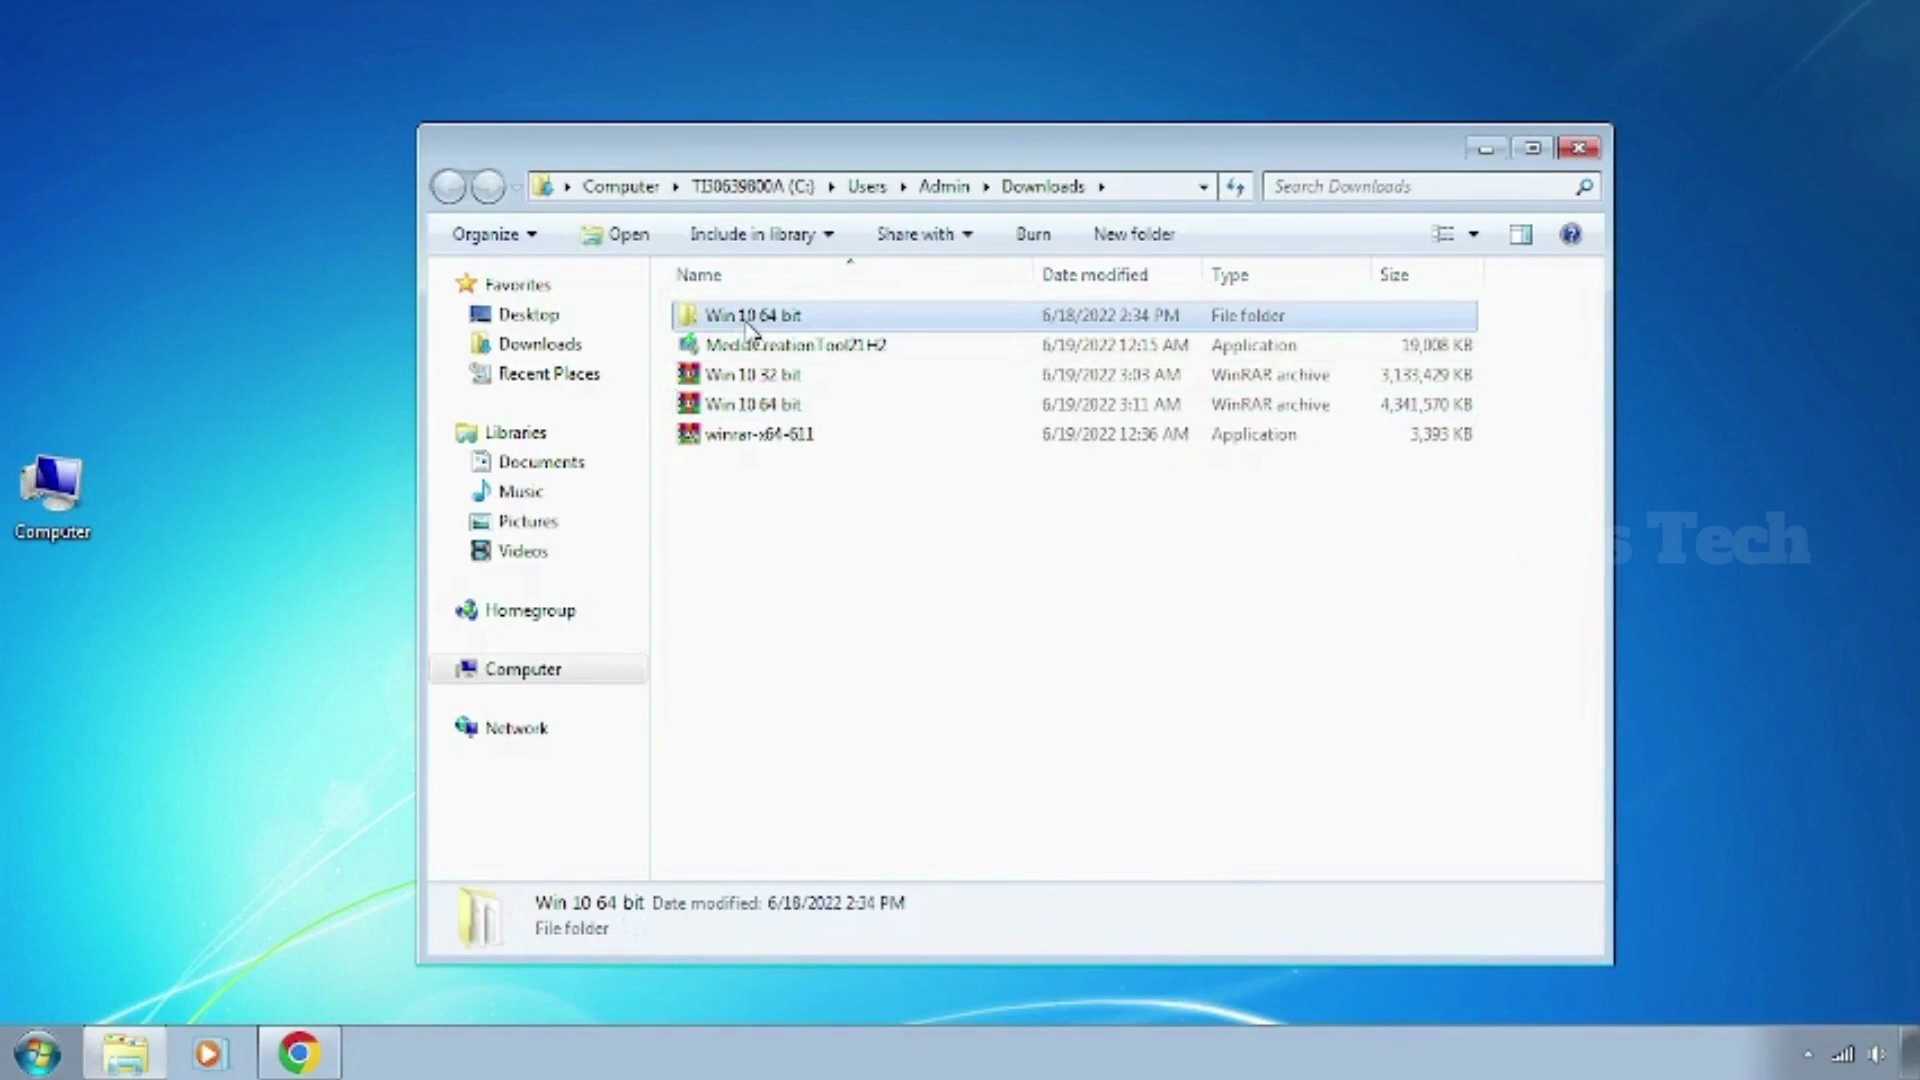 Computer ▸ TI30639800A (C:) ▸ Users ▸ Admin ▸ Downloads ▸
Search Downloads
Organize Open Include in library Share with Burn New folder
Name Date modified Type Size
Win 10 64 bit 6/18/2022 2:34 PM File folder
MediaCreationTool21H2 6/19/2022 12:15 AM Application 19,008 KB
Win 10 32 bit 6/19/2022 3:03 AM WinRAR archive 3,133,429 KB
Win 10 64 bit 6/19/2022 3:11 AM WinRAR archive 4,341,570 KB
winrar-x64-611 6/19/2022 12:36 AM Application 3,393 KB
Favorites
Desktop
Downloads
Recent Places
Libraries
Documents
Music
Pictures
Videos
Homegroup
Computer
Network
Win 10 64 bit Date modified: 6/18/2022 2:34 PM
File folder
Computer
Tech